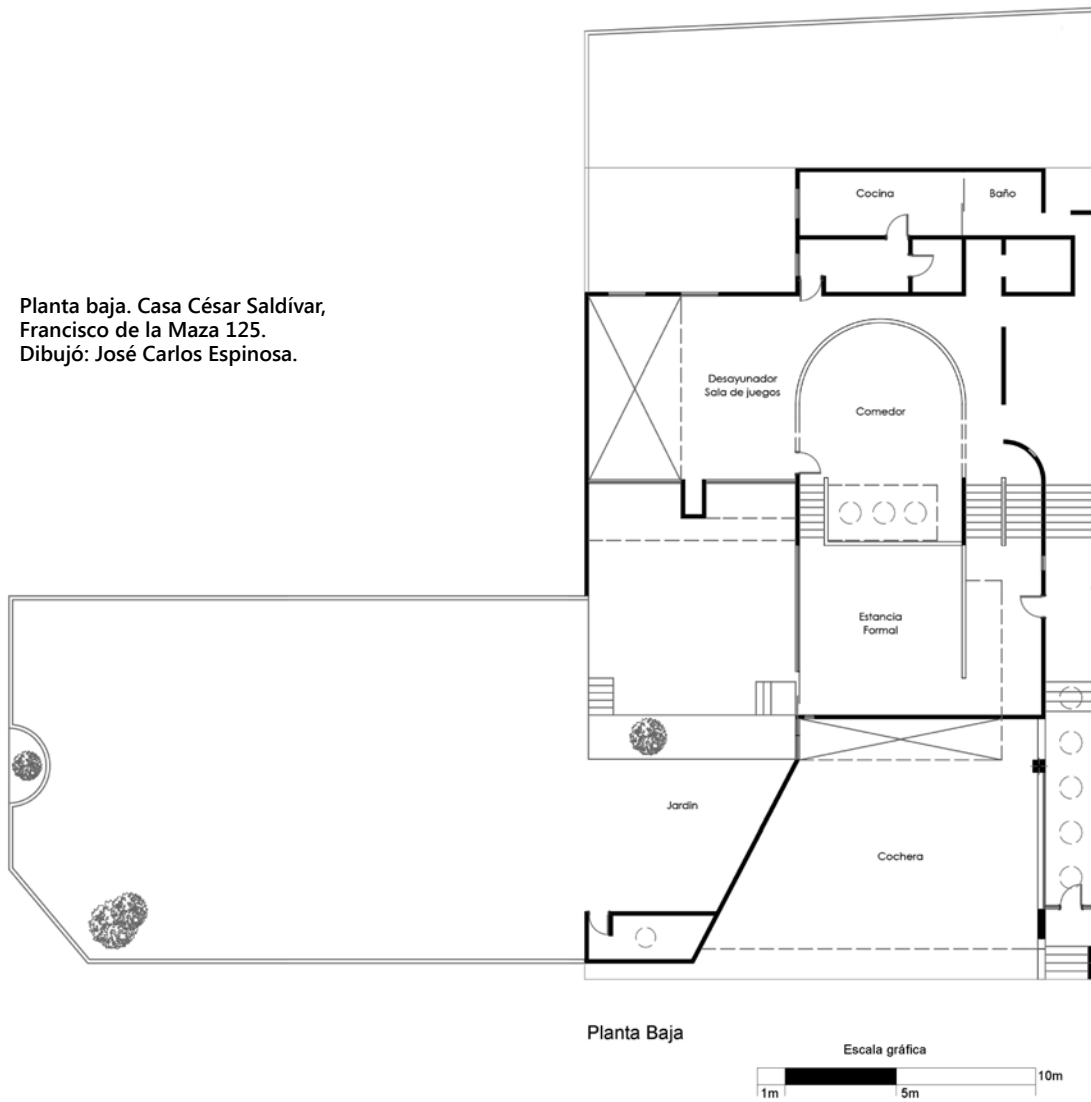 Cocina
Baño
Planta baja. Casa César Saldívar,
Francisco de la Maza 125.
Dibujó: José Carlos Espinosa.
Desayunador
Sala de juegos
Comedor
Estancia
Formal
Jardin
Cochera
Planta Baja
Escala gráfica
10m
1m
5m